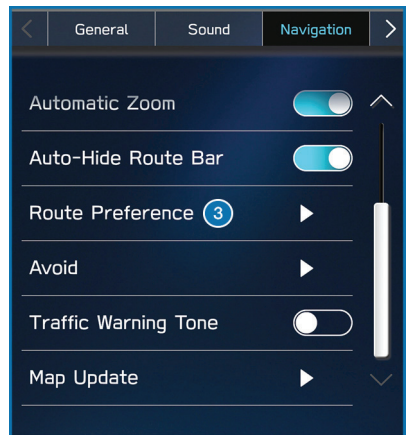 General Sound Navigation
Automatic Zoom
Auto-Hide Route Bar
Route Preference 3
Avoid
Traffic Warning Tone
Map Update